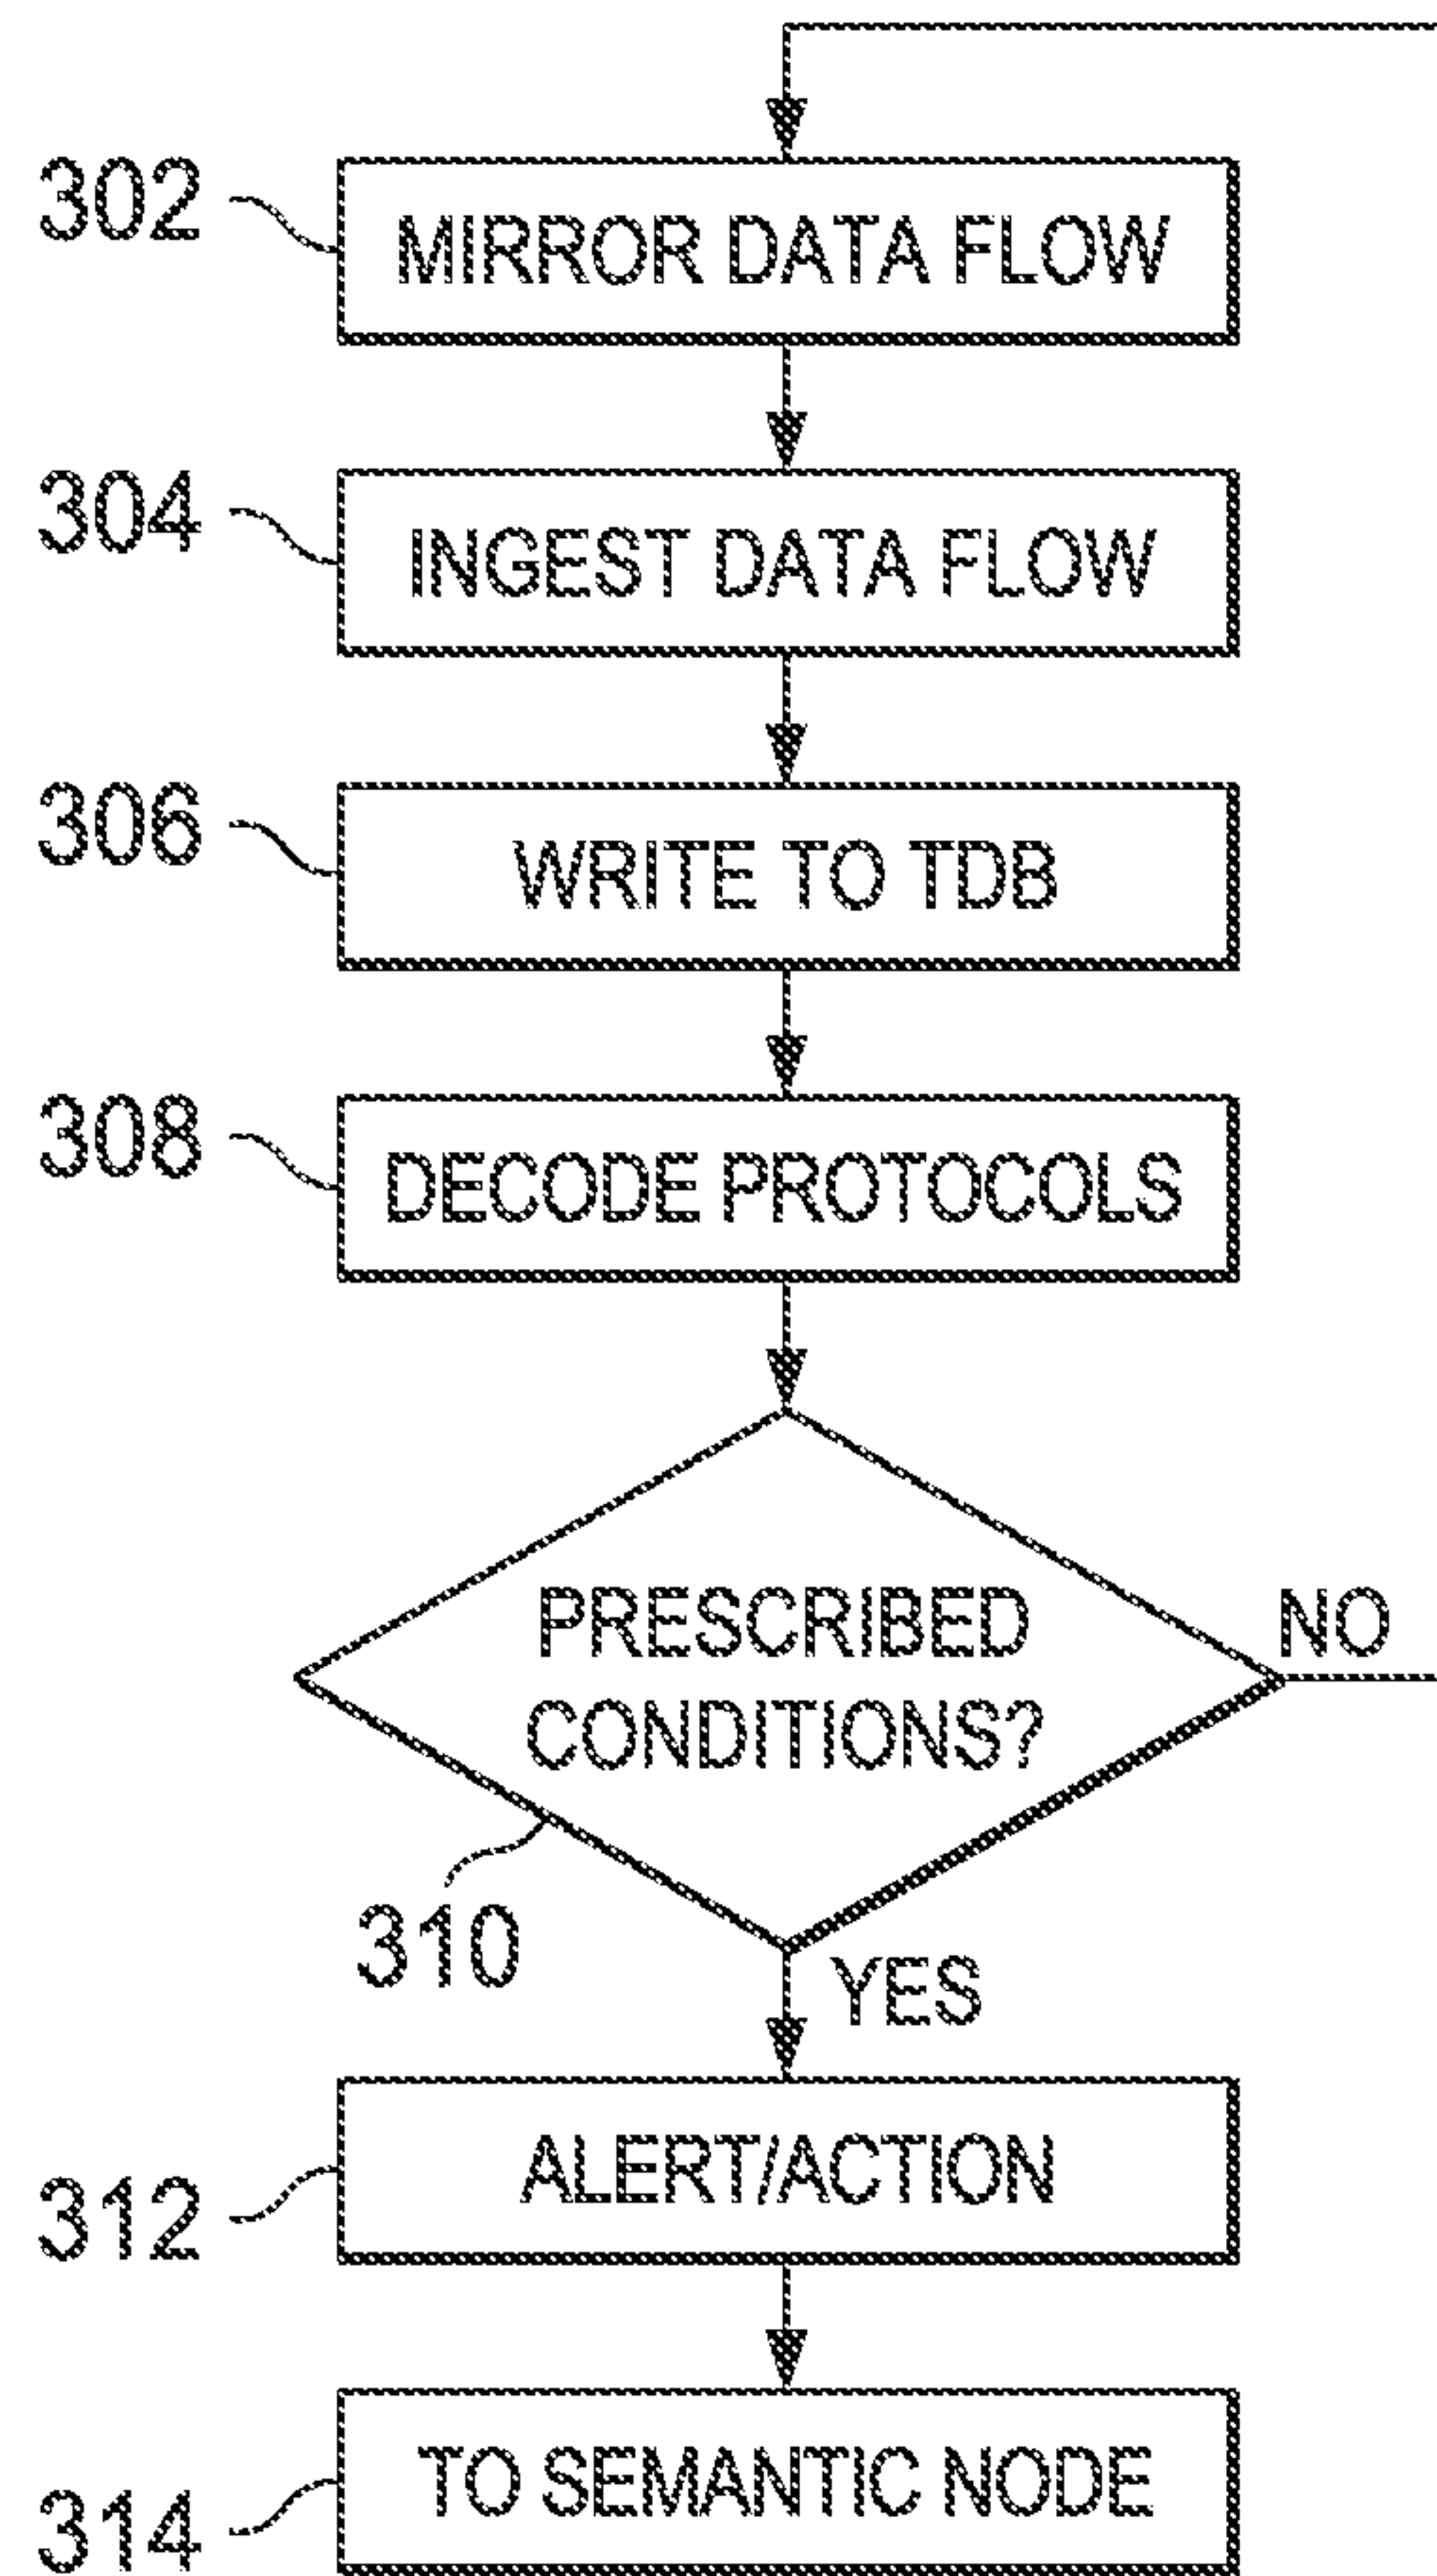 302
MIRROR DATA FLOW
304
INGEST DATA FLOW
306
WRITE TO TDB
308
DECODE PROTOCOLS
PRESCRIBED
CONDITIONS?
NO
310
YES
312
ALERT/ACTION
314
TO SEMANTIC NODE